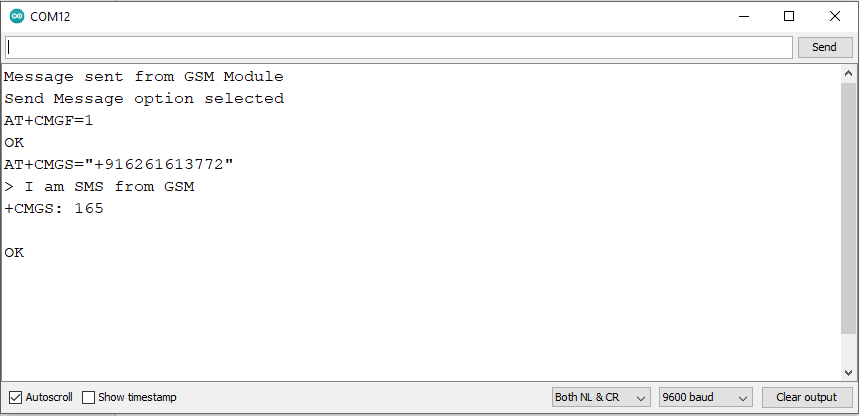 COM12
Send
Message sent from GSM Module
Send Message option selected
AT+CMGF=1
OK
AT+CMGS="+916261613772"
> I am SMS from GSM
+CMGS: 165
OK
Autoscroll Show timestamp Both NL & CR 9600 baud Clear output